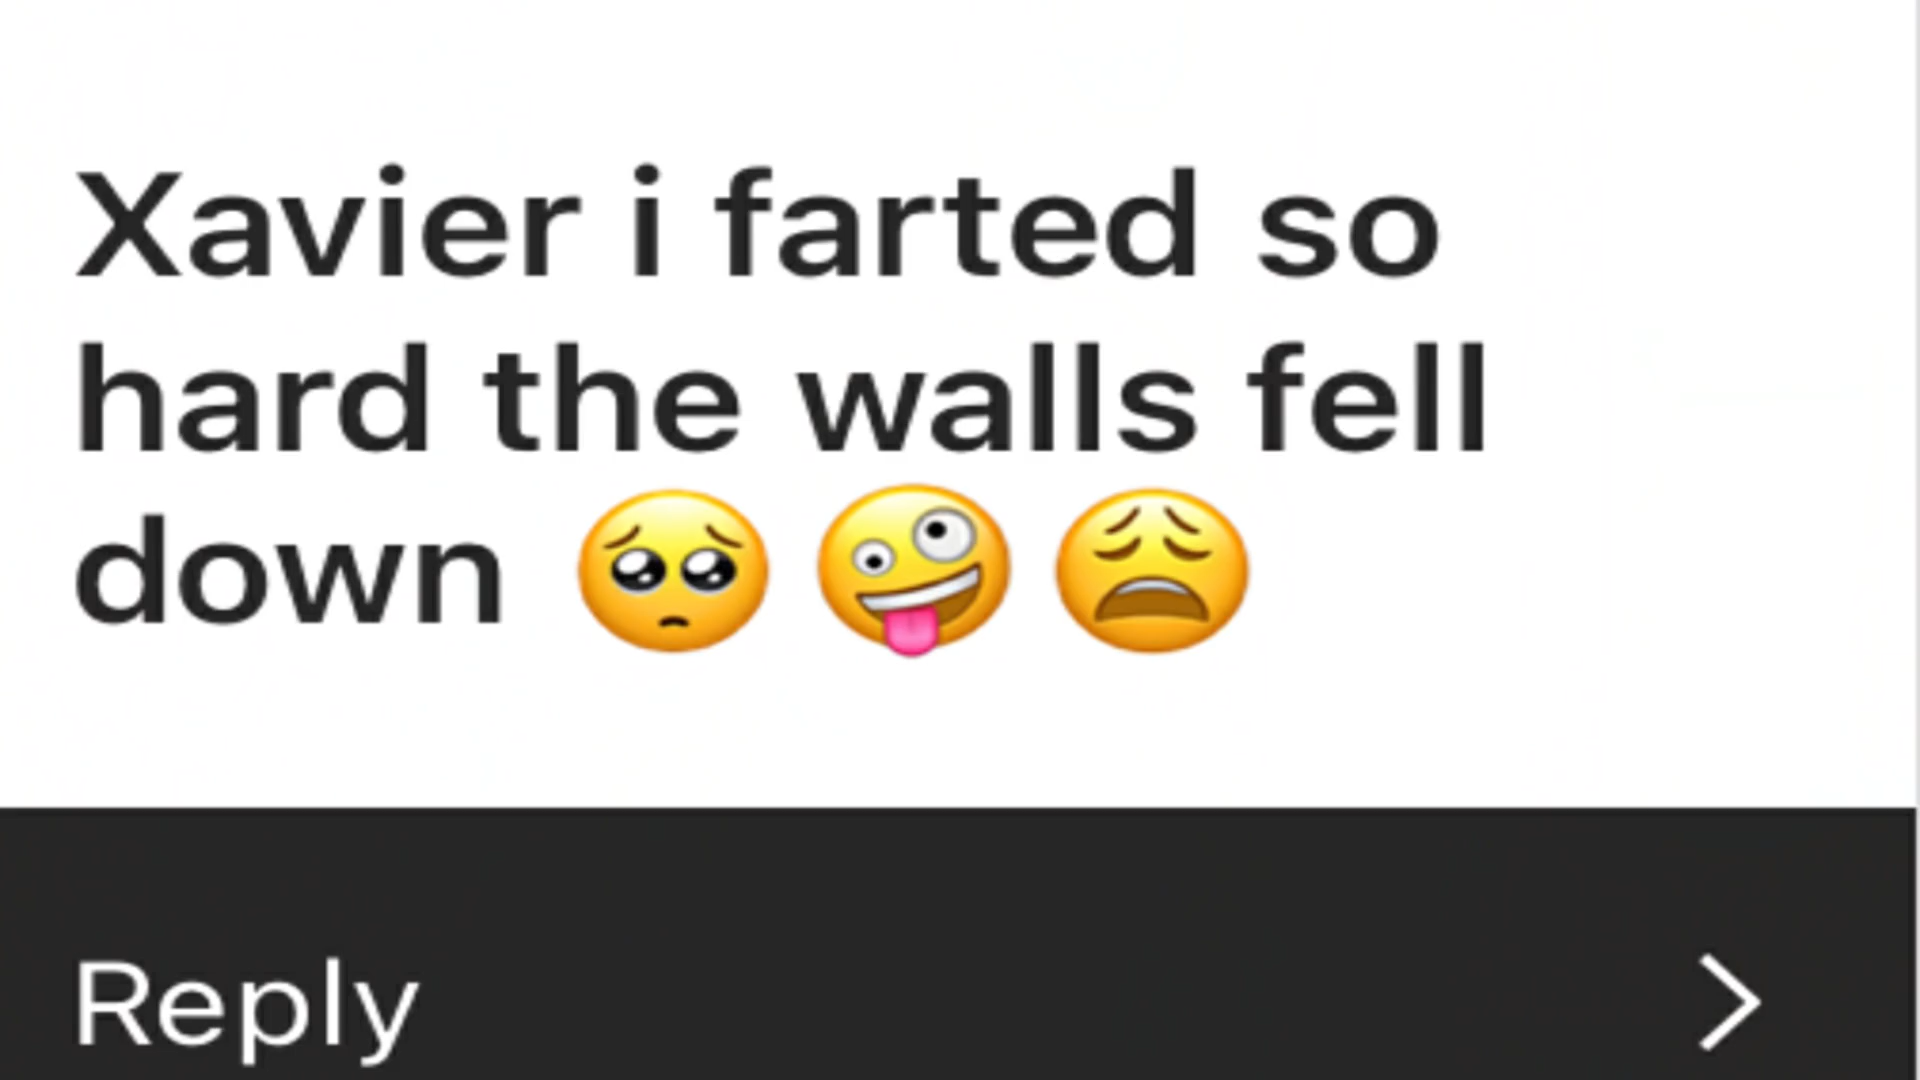 Xavier i farted so
hard the walls fell
down 🥺 🤪 😩
Reply